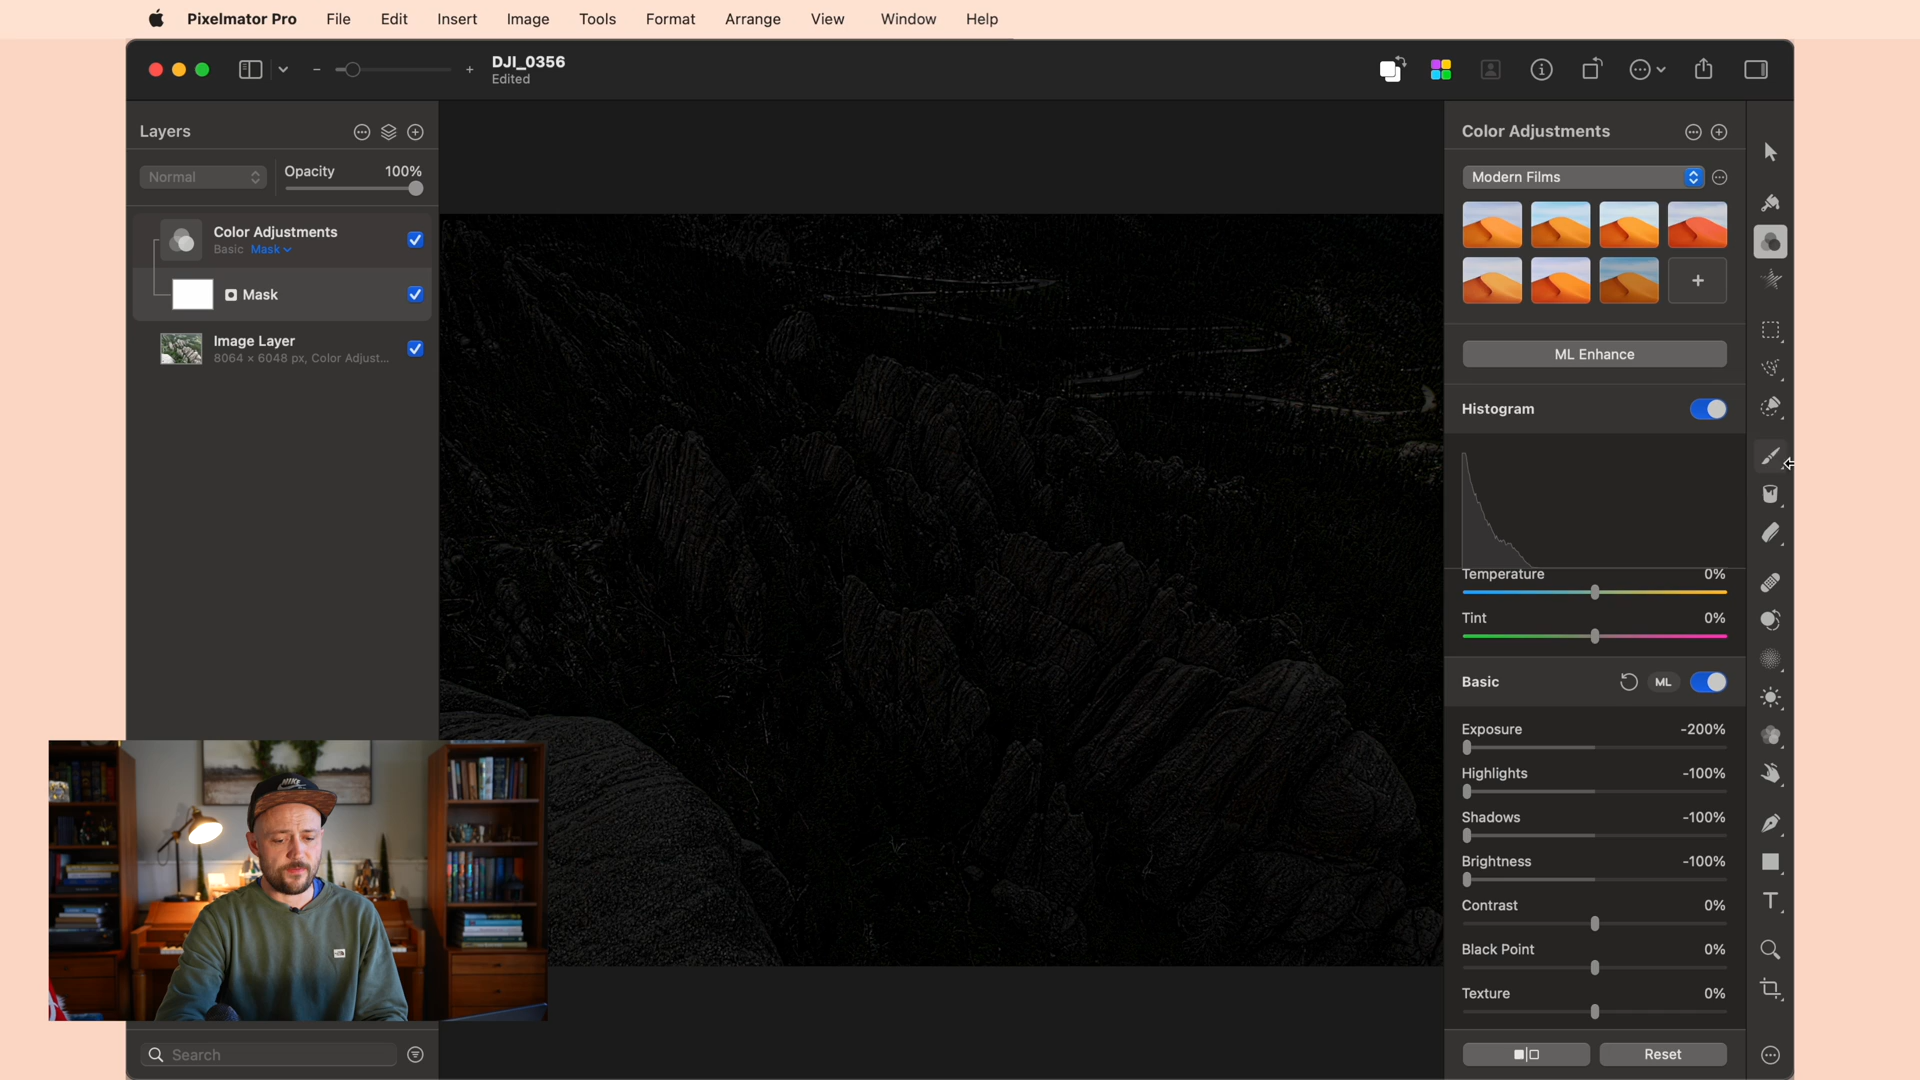 Pixelmator Pro File Edit Insert Image Tools Format Arrange View Window Help
DJI_0356
Edited
Layers
Normal
Opacity 100%
Color Adjustments
Basic Mask
Mask
Image Layer
8064 × 6048 px, Color Adjust...
Search
Color Adjustments
Modern Films
ML Enhance
Histogram
Temperature 0%
Tint 0%
Basic ML
Exposure -200%
Highlights -100%
Shadows -100%
Brightness -100%
Contrast 0%
Black Point 0%
Texture 0%
Reset
NIKE